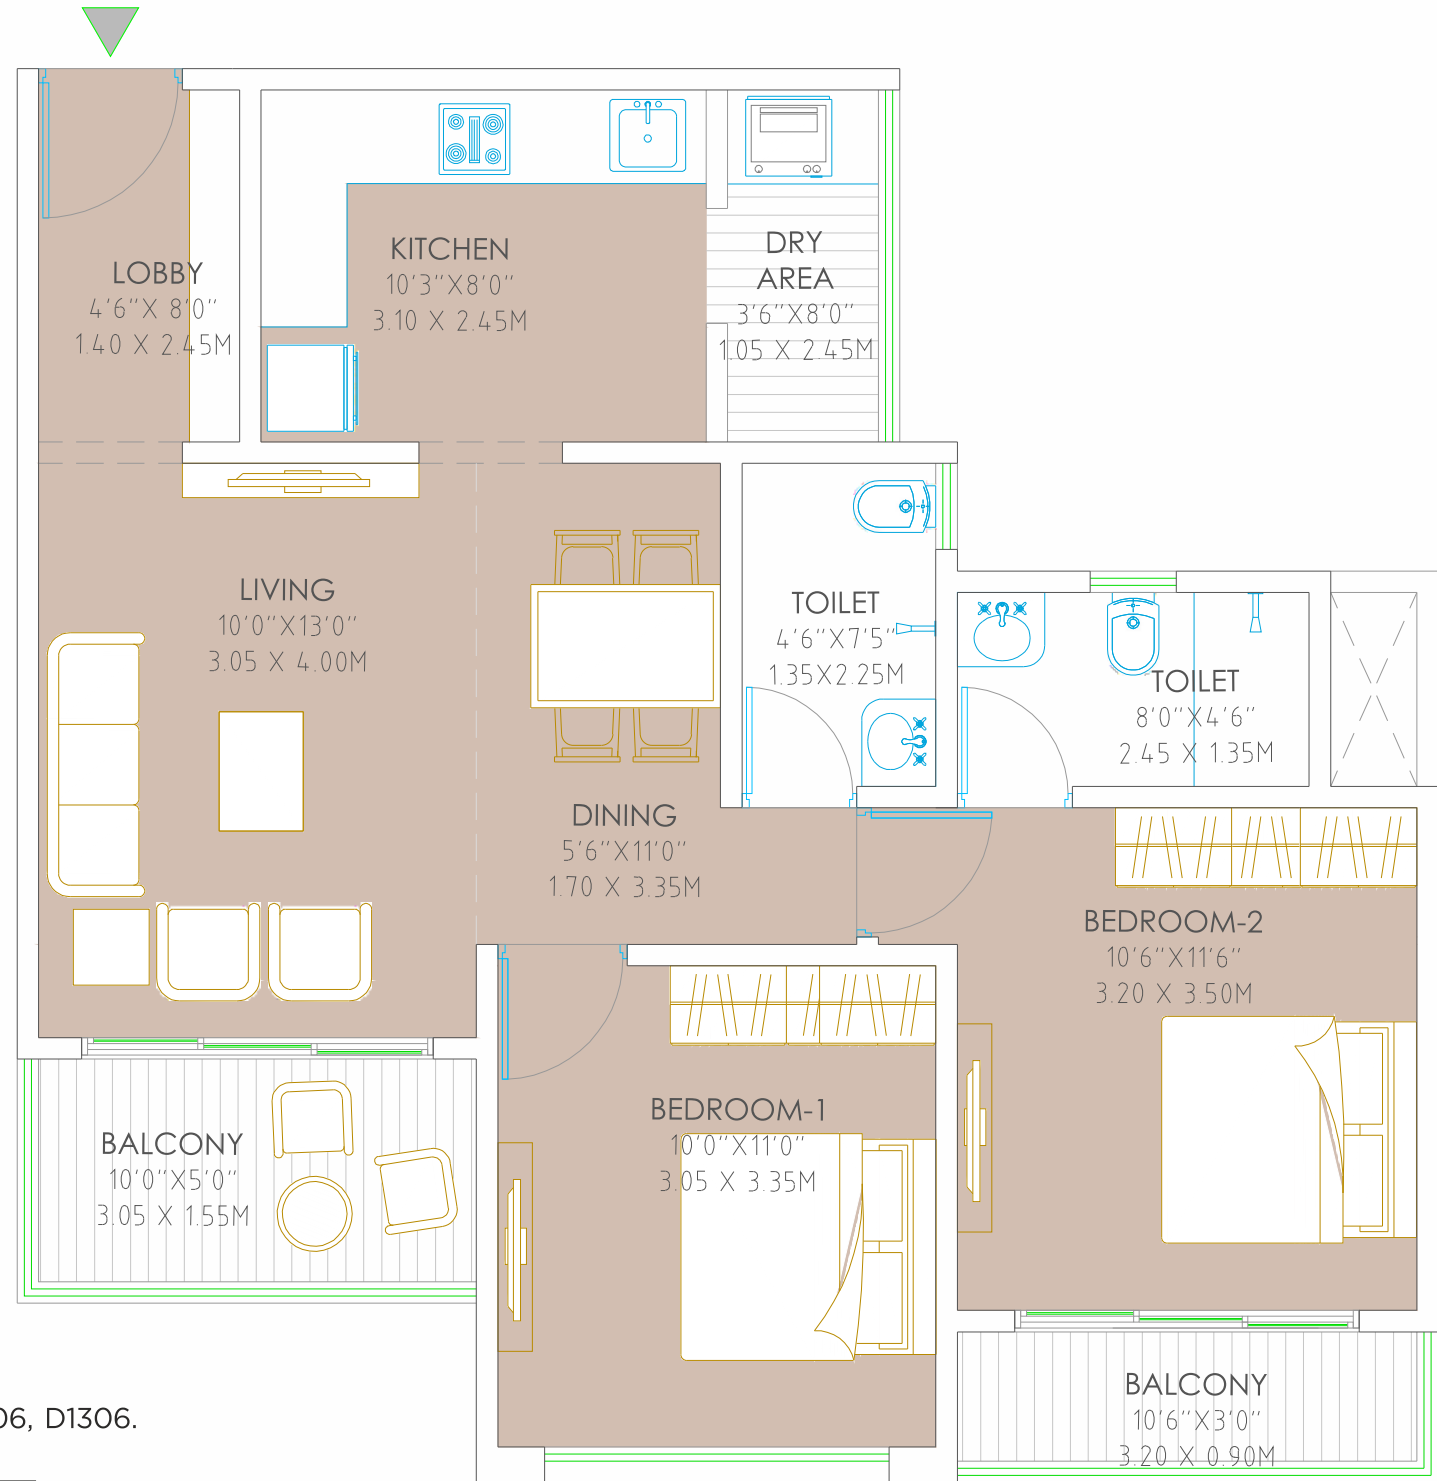 LOBBY
4'6"X 8'0"
1.40 X 2.45M
KITCHEN
10'3"X8'0"
3.10 X 2.45M
DRY
AREA
3'6"X8'0"
1.05 X 2.45M
LIVING
10'0"X13'0"
3.05 X 4.00M
TOILET
4'6"X7'5"
1.35X2.25M
TOILET
8'0"X4'6"
2.45 X 1.35M
DINING
5'6"X11'0"
1.70 X 3.35M
BEDROOM-2
10'6"X11'6"
3.20 X 3.50M
BEDROOM-1
10'0"X11'0"
3.05 X 3.35M
BALCONY
10'0"X5'0"
3.05 X 1.55M
BALCONY
10'6"X3'0"
3.20 X 0.90M
06, D1306.